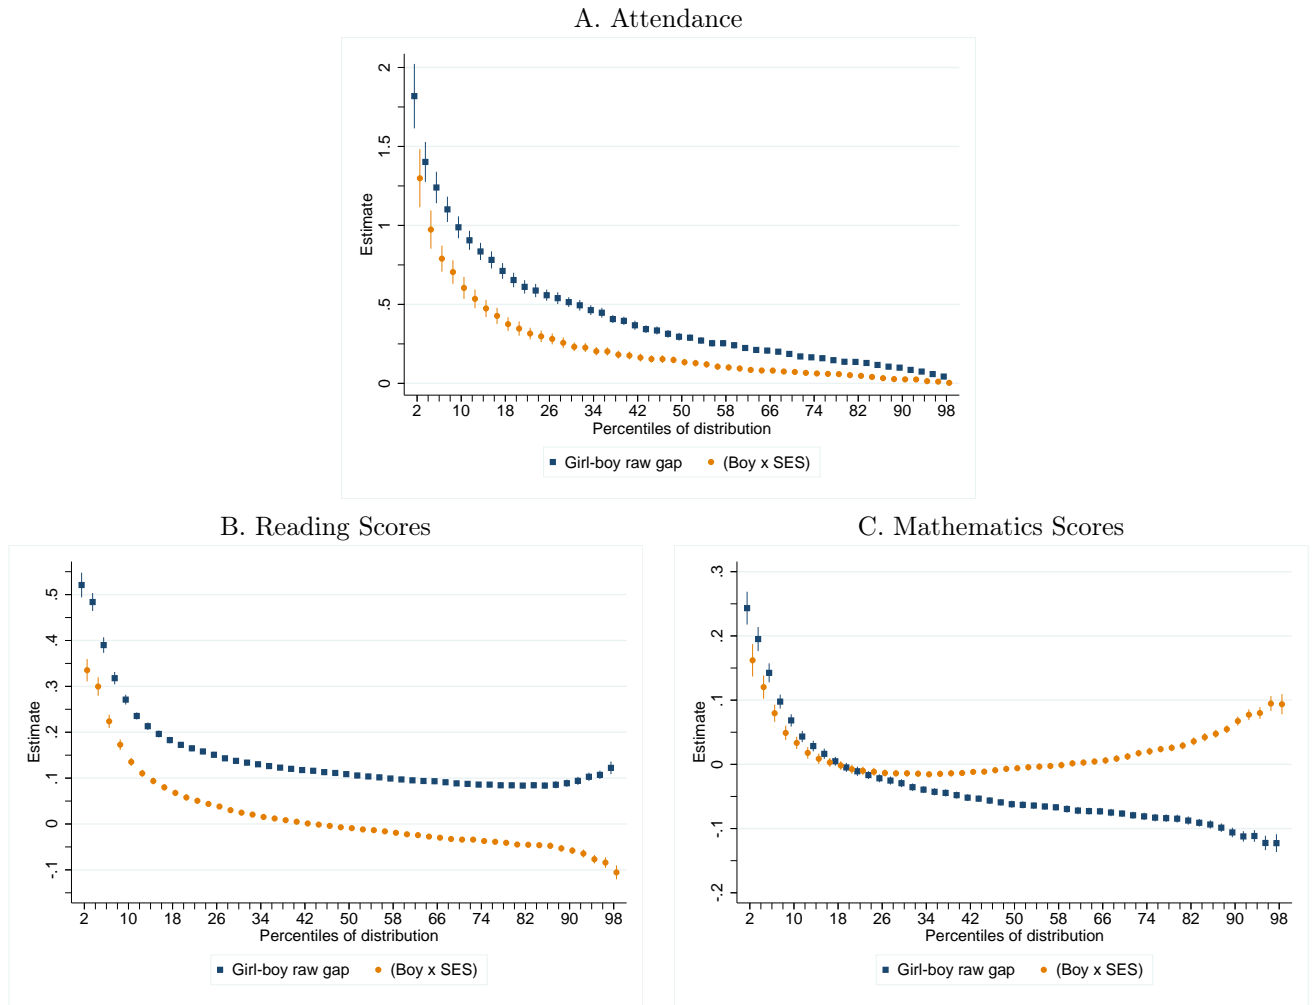 A. Attendance
Estimate
2
1.5
1
.5
0
2 10 18 26 34 42 50 58 66 74 82 90 98
Percentiles of distribution
Girl-boy raw gap (Boy x SES)
B. Reading Scores
Estimate
.5
.4
.3
.2
.1
0
-.1
2 10 18 26 34 42 50 58 66 74 82 90 98
Percentiles of distribution
Girl-boy raw gap (Boy x SES)
C. Mathematics Scores
Estimate
.3
.2
.1
0
-.1
-.2
2 10 18 26 34 42 50 58 66 74 82 90 98
Percentiles of distribution
Girl-boy raw gap (Boy x SES)